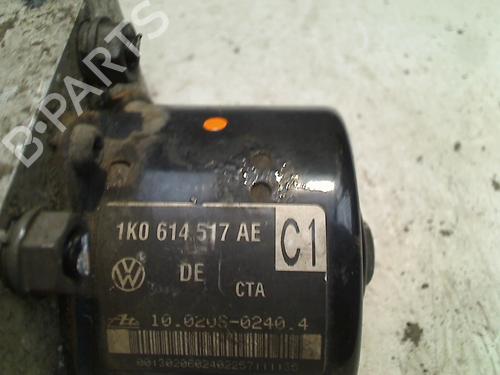 B-PARTS
1K0 614 517 AE
C1
DE
CTA
10.0206-0240.4